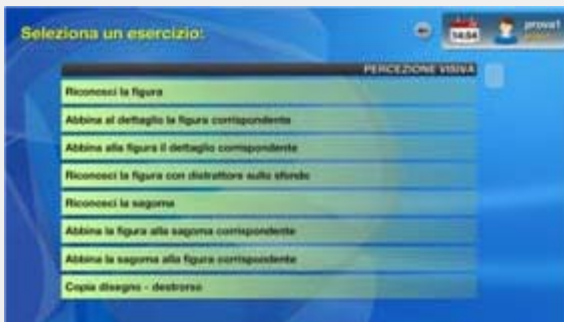 Seleziona un esercizio:
14:54
prova1
PERCEZIONE VISIVA
Riconosci la figura
Abbina al dettaglio la figura corrispondente
Abbina alla figura il dettaglio corrispondente
Riconosci la figura con distrattore sullo sfondo
Riconosci la sagoma
Abbina la figura alla sagoma corrispondente
Abbina la sagoma alla figura corrispondente
Copia disegno - destrorso